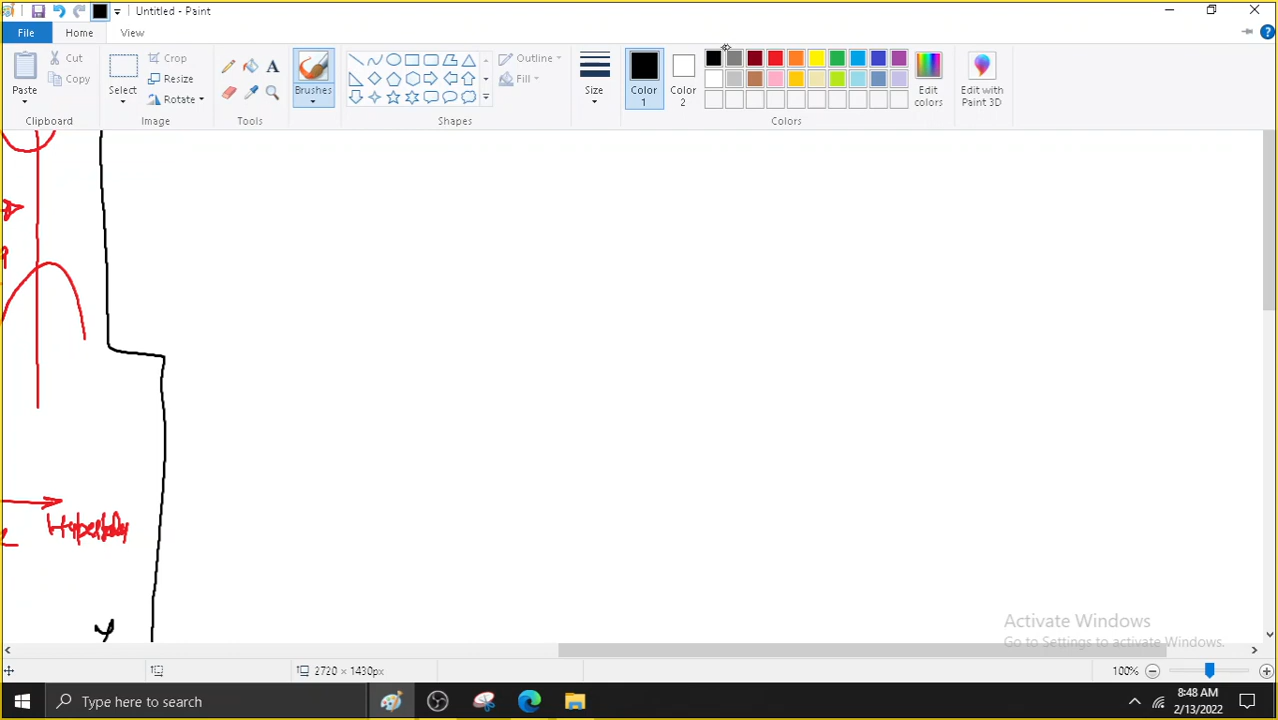 Untitled - Paint
File
Home
View
Paste
Cut
Copy
Clipboard
Select
Crop
Resize
Rotate
Image
Tools
Brushes
Shapes
Outline
Fill
Size
Color
1
Color
2
Colors
Edit
colors
Edit with
Paint 3D
y
Activate Windows
Go to Settings to activate Windows.
2720 × 1430px
100%
Type here to search
8:48 AM
2/13/2022